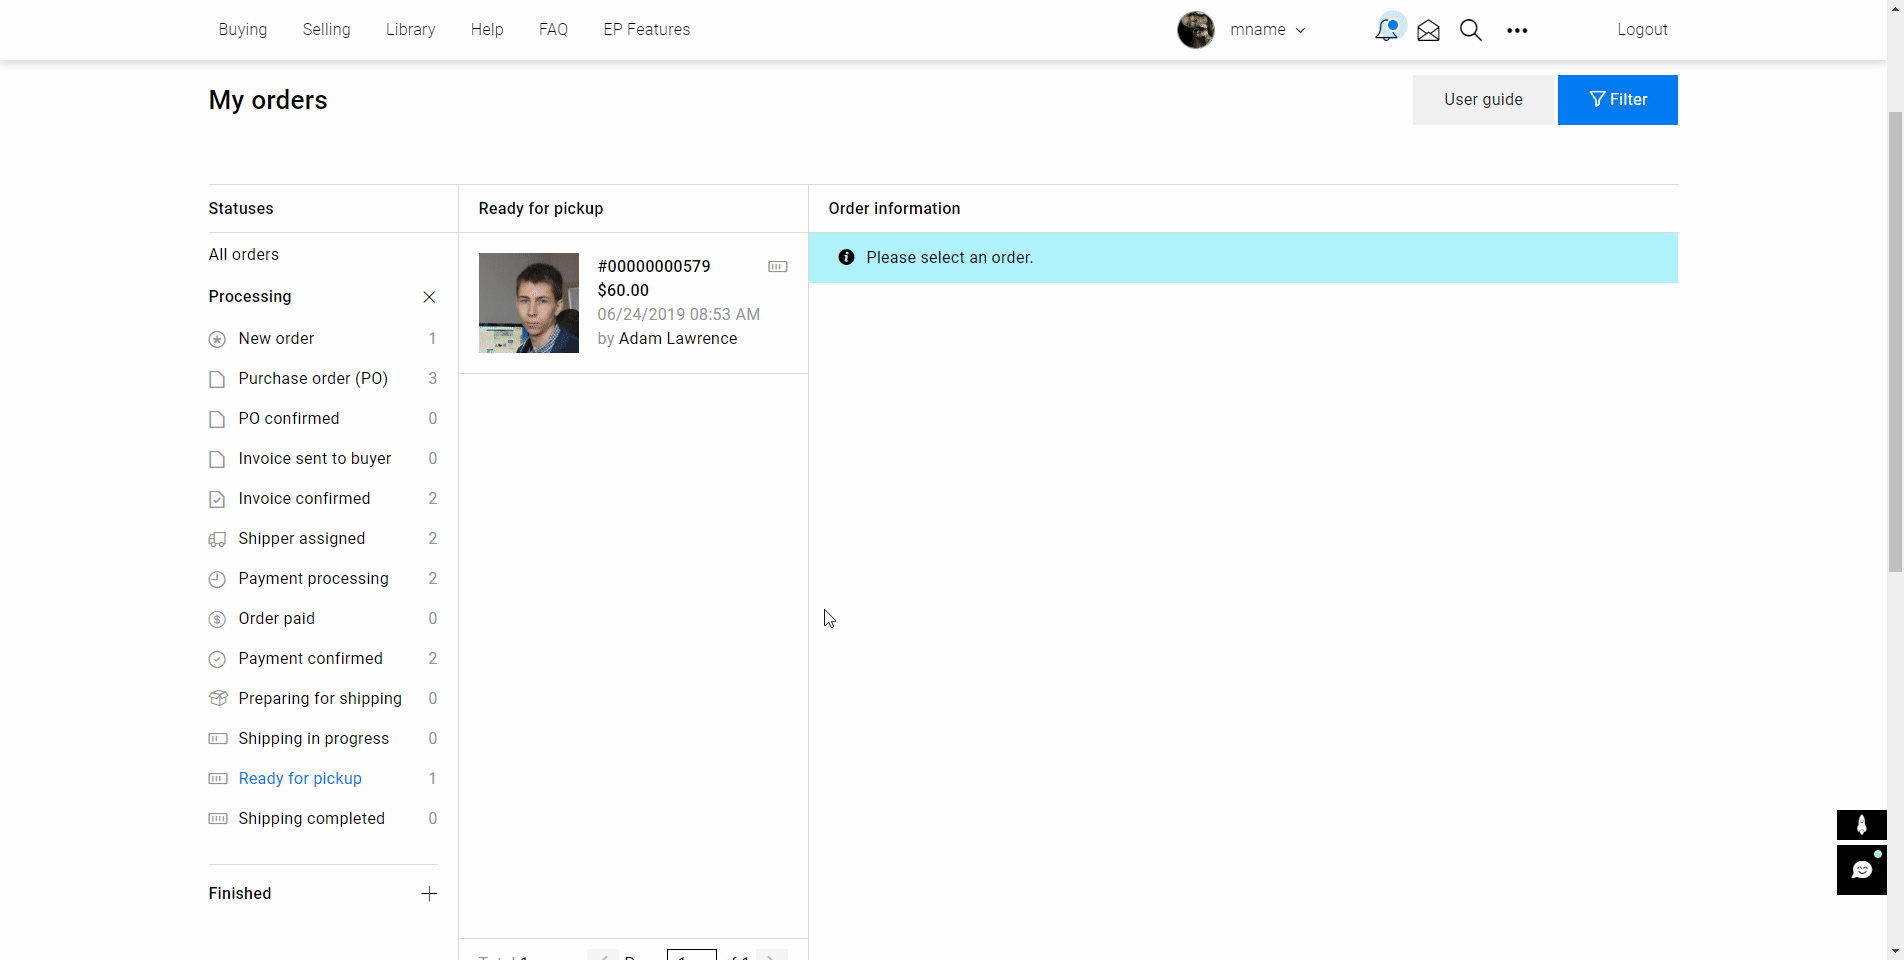 Buying Selling Library Help FAQ EP Features mname Logout
My orders
User guide Filter
Statuses
All orders
Processing
New order 1
Purchase order (PO) 3
PO confirmed 0
Invoice sent to buyer 0
Invoice confirmed 2
Shipper assigned 2
Payment processing 2
Order paid 0
Payment confirmed 2
Preparing for shipping 0
Shipping in progress 0
Ready for pickup 1
Shipping completed 0
Finished
Ready for pickup
#00000000579
$60.00
06/24/2019 08:53 AM
by Adam Lawrence
Order information
Please select an order.